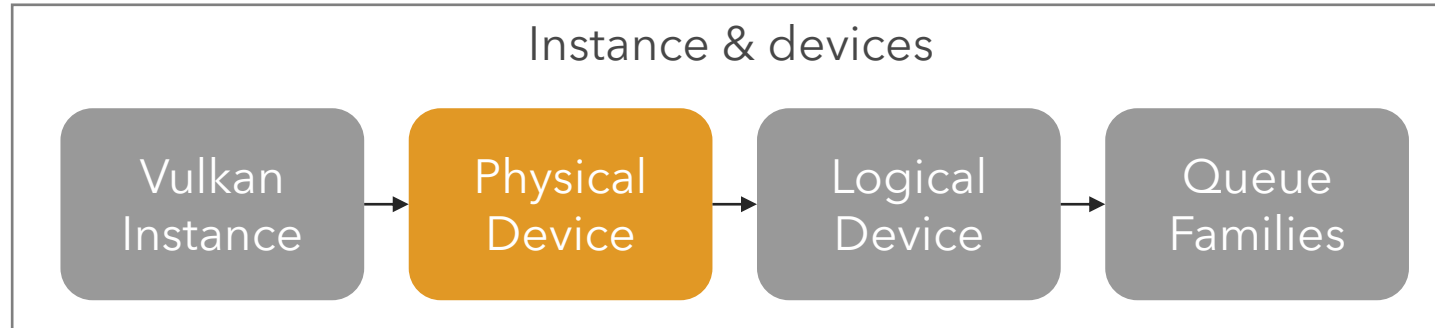 Instance & devices
Vulkan
Instance
Physical
Device
Logical
Device
Queue
Families